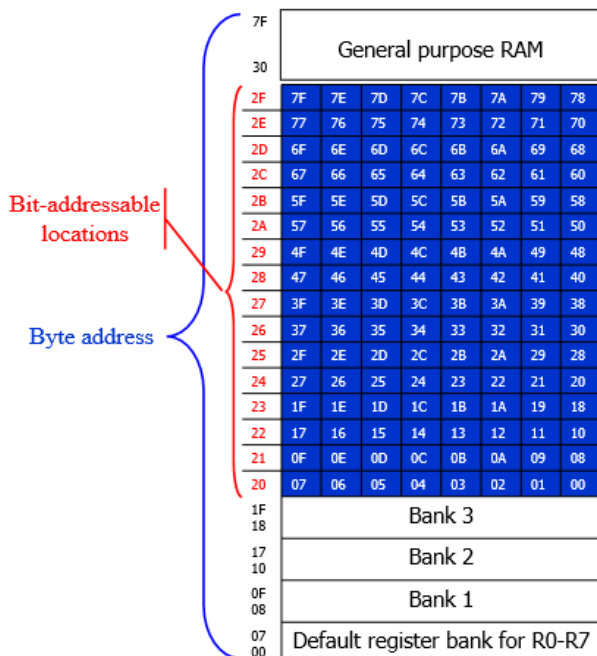 7F
General purpose RAM
30
2F 7F 7E 7D 7C 7B 7A 79 78
2E 77 76 75 74 73 72 71 70
2D 6F 6E 6D 6C 6B 6A 69 68
2C 67 66 65 64 63 62 61 60
2B 5F 5E 5D 5C 5B 5A 59 58
2A 57 56 55 54 53 52 51 50
29 4F 4E 4D 4C 4B 4A 49 48
28 47 46 45 44 43 42 41 40
27 3F 3E 3D 3C 3B 3A 39 38
26 37 36 35 34 33 32 31 30
25 2F 2E 2D 2C 2B 2A 29 28
24 27 26 25 24 23 22 21 20
23 1F 1E 1D 1C 1B 1A 19 18
22 17 16 15 14 13 12 11 10
21 0F 0E 0D 0C 0B 0A 09 08
20 07 06 05 04 03 02 01 00
Bit-addressable
locations
Byte address
1F
Bank 3
18
17
Bank 2
10
0F
Bank 1
08
07
Default register bank for R0-R7
00